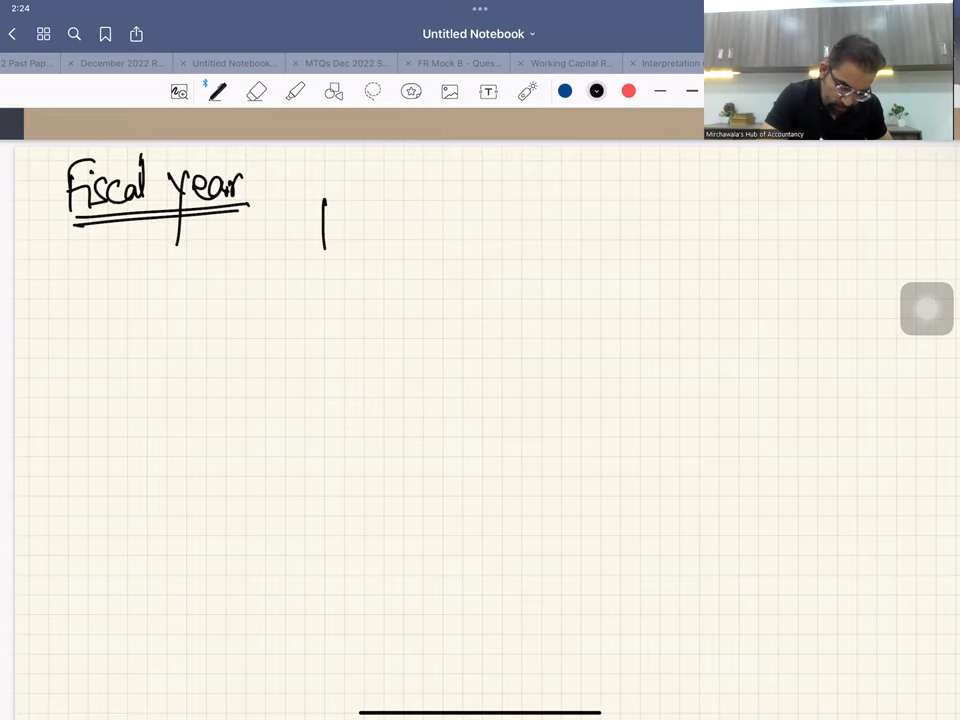 2:24
Untitled Notebook
2 Past Pap...
December 2022 R...
Untitled Notebook...
MTQs Dec 2022 S...
FR Mock B - Ques...
Working Capital R...
Interpretation
T
Mirchawala's Hub of Accountancy
Fiscal year